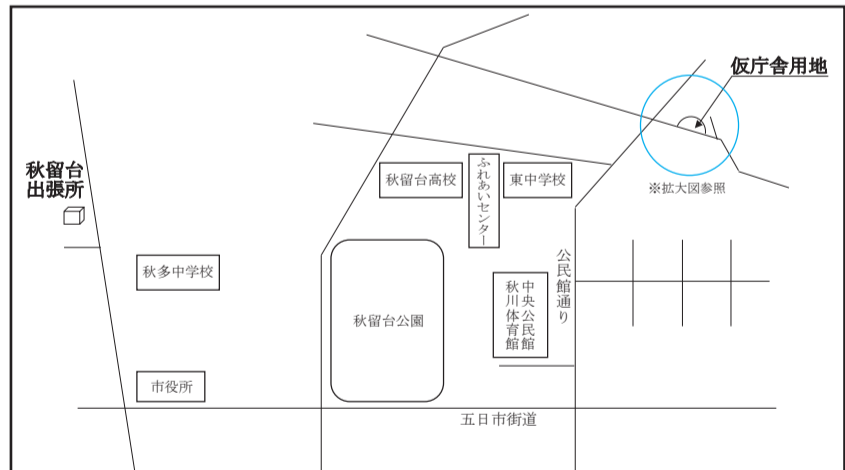 仮庁舎用地
秋留台
出張所
秋留台高校
ふれあいセンター
東中学校
※拡大図参照
秋多中学校
秋留台公園
中央公民館
秋川体育館
公民館通り
市役所
五日市街道